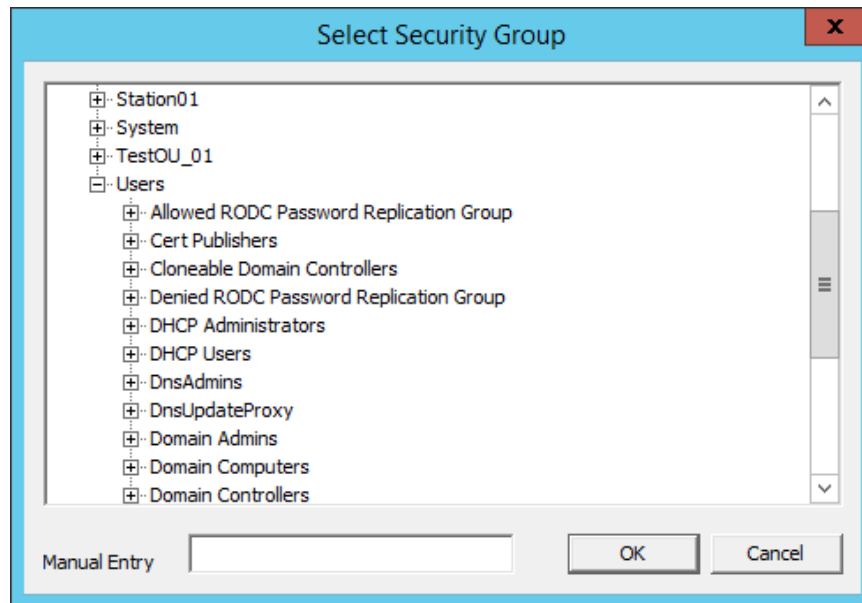 Select Security Group
x
Station01
System
TestOU_01
Users
Allowed RODC Password Replication Group
Cert Publishers
Cloneable Domain Controllers
Denied RODC Password Replication Group
DHCP Administrators
DHCP Users
DnsAdmins
DnsUpdateProxy
Domain Admins
Domain Computers
Domain Controllers
Manual Entry OK Cancel